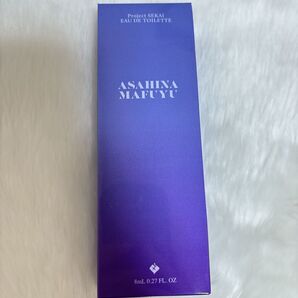 Project SEKAI
EAU DE TOILETTE
ASAHINA
MAFUYU
8mL 0.27 FL. OZ